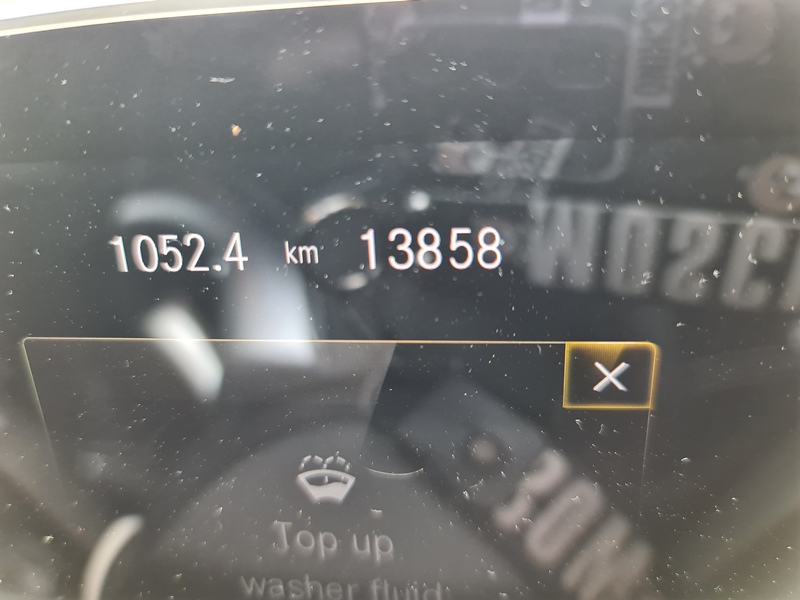 1052.4 km 13858
Top up
washer fluid